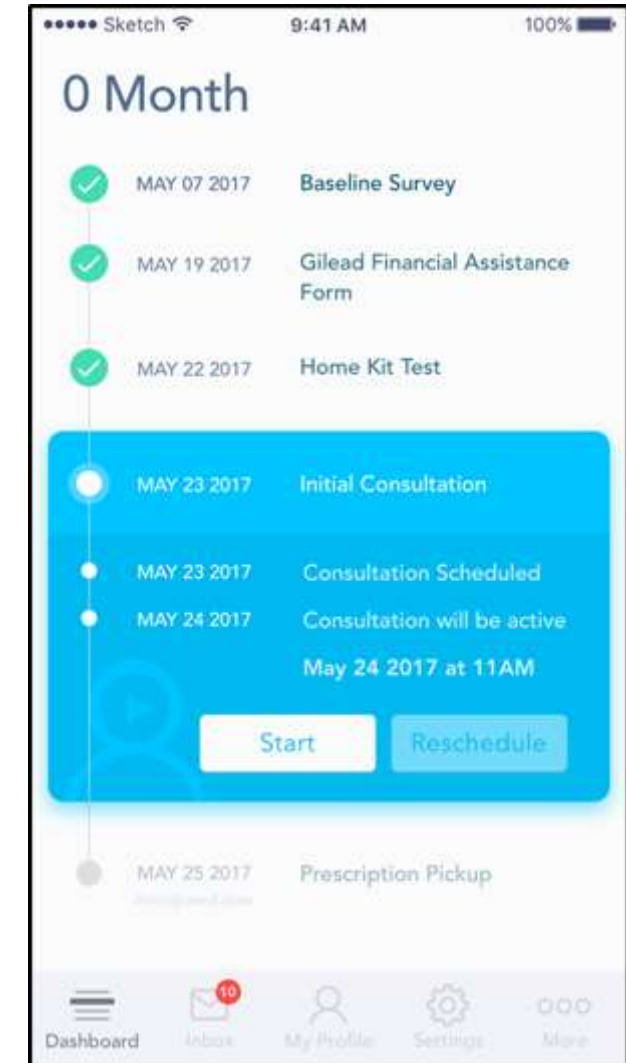 Sketch 9:41 AM 100%
0 Month
MAY 07 2017 Baseline Survey
MAY 19 2017 Gilead Financial Assistance
Form
MAY 22 2017 Home Kit Test
MAY 23 2017 Initial Consultation
MAY 23 2017 Consultation Scheduled
MAY 24 2017 Consultation will be active
May 24 2017 at 11AM
Start Reschedule
MAY 25 2017 Prescription Pickup
10
Dashboard Inbox My Profile Settings More